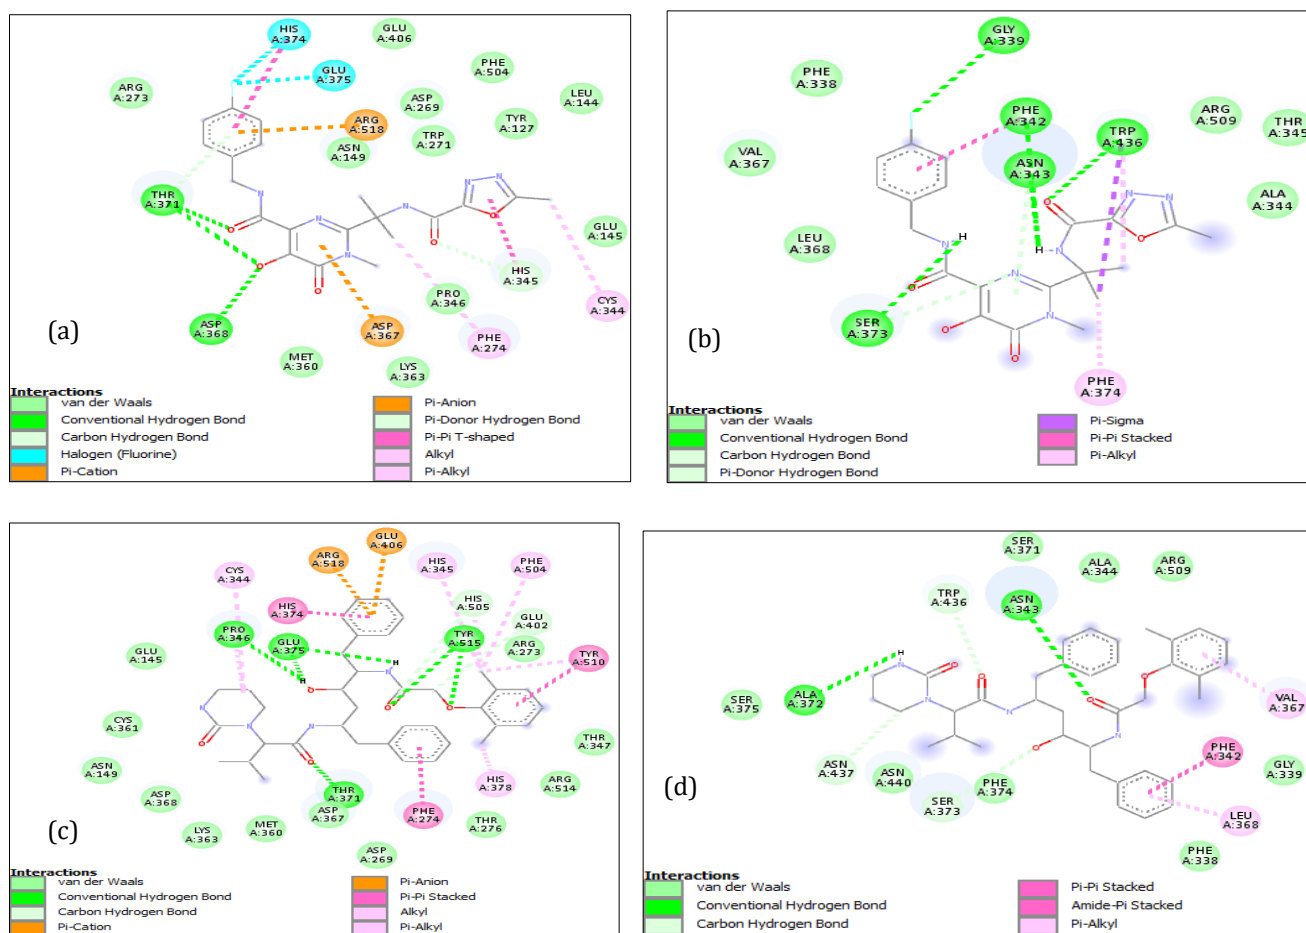 HIS
A:374
GLU
A:406
GLU
A:375
PHE
A:504
ARG
A:273
ASP
A:269
LEU
A:144
ARG
A:518
TYR
A:127
ASN
A:149
TRP
A:271
THR
A:371
N
N
NH
NH
O
O
O
N
GLU
A:145
HIS
A:345
O
N
O
PRO
A:346
CYS
A:344
ASP
A:368
ASP
A:367
PHE
A:274
(a)
MET
A:360
LYS
A:363
Interactions
van der Waals
Conventional Hydrogen Bond
Carbon Hydrogen Bond
Halogen (Fluorine)
Pi-Cation
Pi-Anion
Pi-Donor Hydrogen Bond
Pi-Pi T-shaped
Alkyl
Pi-Alkyl
GLY
A:339
PHE
A:338
PHE
A:342
TRP
A:436
ARG
A:509
THR
A:345
VAL
A:367
ASN
A:343
ALA
A:344
N
N
O
O
LEU
A:368
H
H
N
N
O
N
SER
A:373
N
O
O
(b)
PHE
A:374
Interactions
van der Waals
Conventional Hydrogen Bond
Carbon Hydrogen Bond
Pi-Donor Hydrogen Bond
Pi-Sigma
Pi-Pi Stacked
Pi-Alkyl
GLU
A:406
ARG
A:518
HIS
A:345
PHE
A:504
CYS
A:344
HIS
A:374
HIS
A:505
GLU
A:402
PRO
A:346
GLU
A:375
TYR
A:515
ARG
A:273
GLU
A:145
TYR
A:510
H
H
N
O
O
O
N
N
N
O
O
CYS
A:361
THR
A:347
ASN
A:149
ASP
A:368
THR
A:371
HIS
A:378
ARG
A:514
ASP
A:367
PHE
A:274
LYS
A:363
MET
A:360
THR
A:276
(c)
ASP
A:269
Interactions
van der Waals
Conventional Hydrogen Bond
Carbon Hydrogen Bond
Pi-Cation
Pi-Anion
Pi-Pi Stacked
Alkyl
Pi-Alkyl
SER
A:371
ALA
A:344
ARG
A:509
TRP
A:436
ASN
A:343
H
N
O
O
O
O
N
N
N
O
SER
A:375
ALA
A:372
VAL
A:367
PHE
A:342
ASN
A:437
ASN
A:440
PHE
A:374
GLY
A:339
SER
A:373
(d)
LEU
A:368
PHE
A:338
Interactions
van der Waals
Conventional Hydrogen Bond
Carbon Hydrogen Bond
Pi-Pi Stacked
Amide-Pi Stacked
Pi-Alkyl